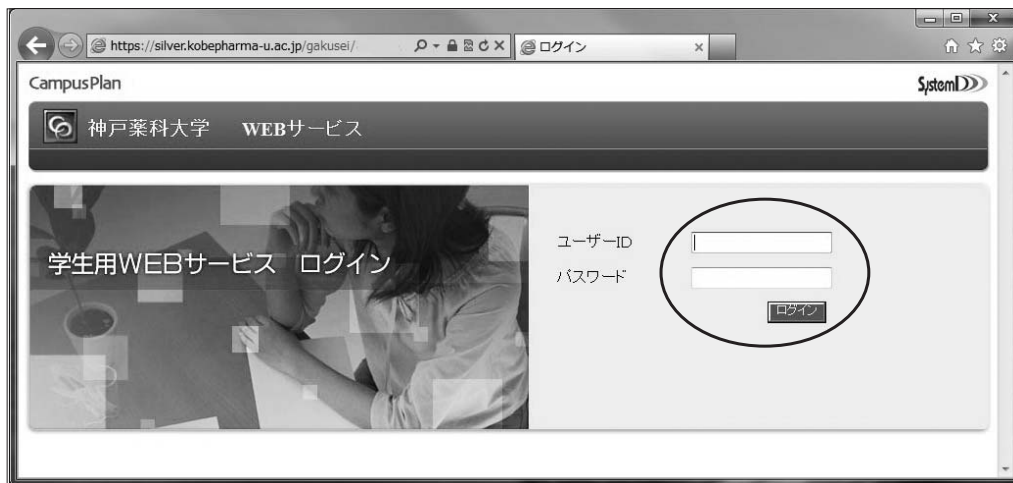 https://silver.kobepharma-u.ac.jp/gakusei/
ログイン
CampusPlan
SystemD
神戸薬科大学 WEBサービス
学生用WEBサービス ログイン
ユーザーID
パスワード
ログイン